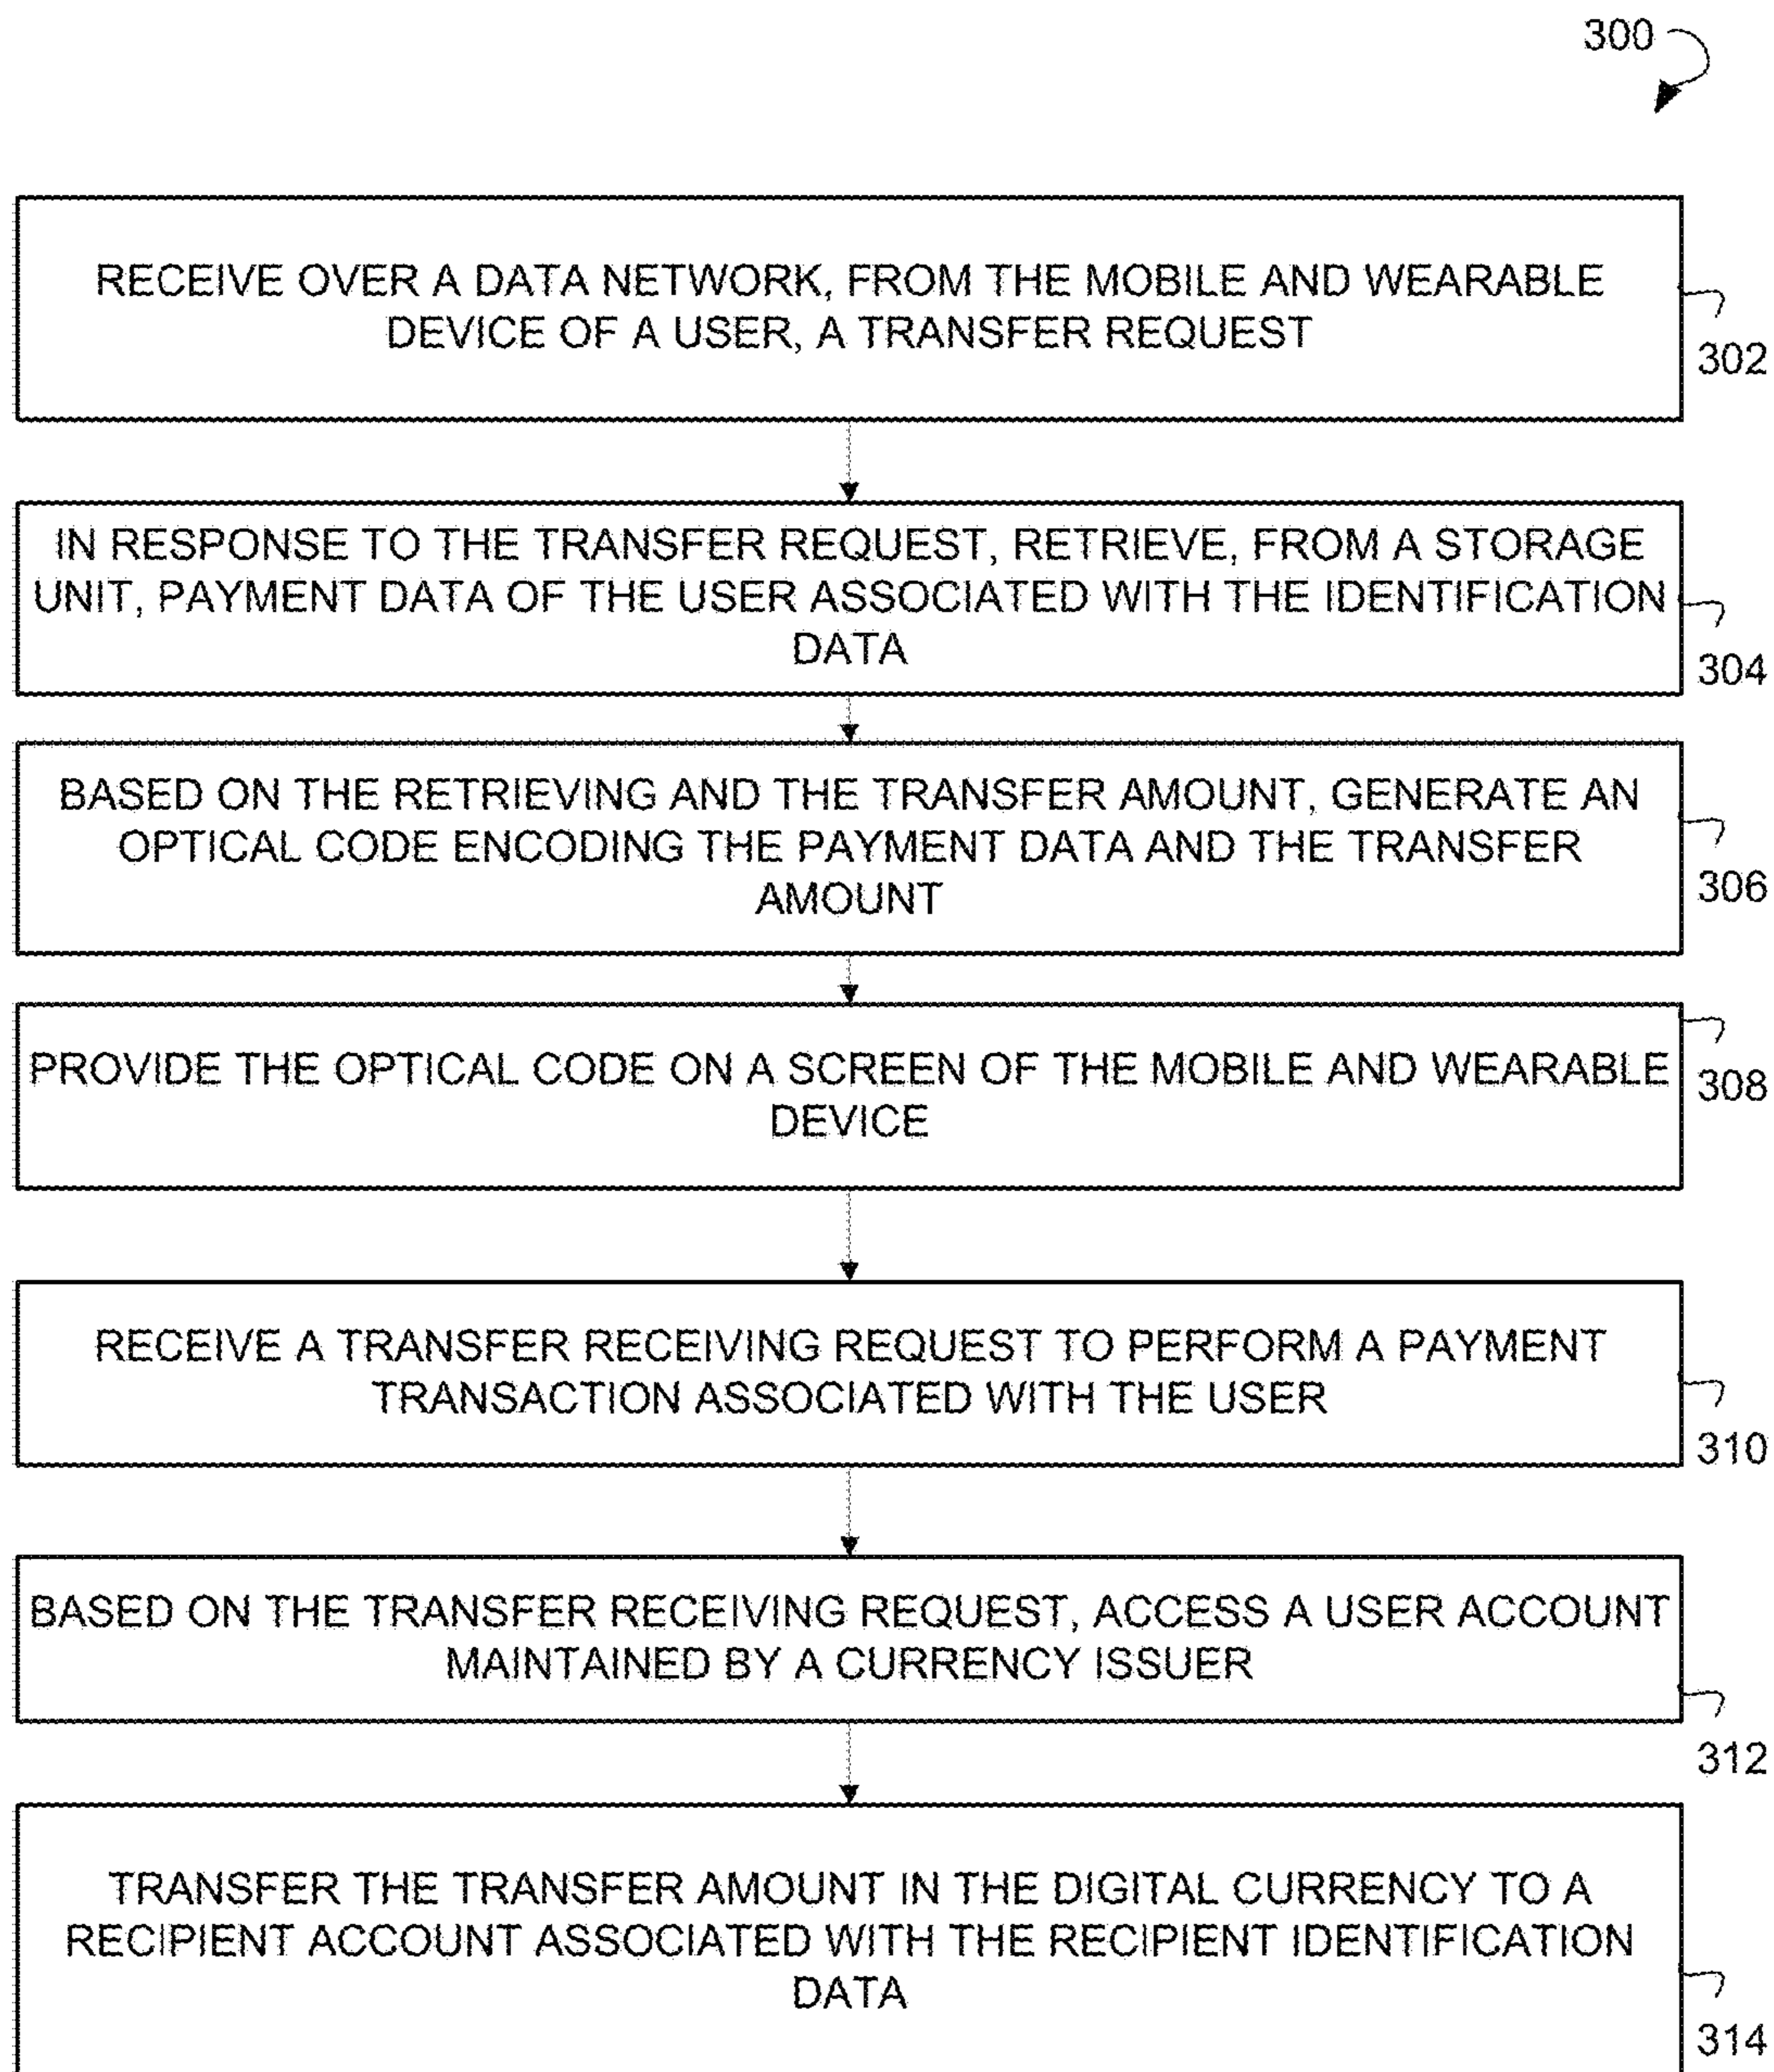 300
RECEIVE OVER A DATA NETWORK, FROM THE MOBILE AND WEARABLE
DEVICE OF A USER, A TRANSFER REQUEST
302
IN RESPONSE TO THE TRANSFER REQUEST, RETRIEVE, FROM A STORAGE
UNIT, PAYMENT DATA OF THE USER ASSOCIATED WITH THE IDENTIFICATION
DATA
304
BASED ON THE RETRIEVING AND THE TRANSFER AMOUNT, GENERATE AN
OPTICAL CODE ENCODING THE PAYMENT DATA AND THE TRANSFER
AMOUNT
306
PROVIDE THE OPTICAL CODE ON A SCREEN OF THE MOBILE AND WEARABLE
DEVICE
308
RECEIVE A TRANSFER RECEIVING REQUEST TO PERFORM A PAYMENT
TRANSACTION ASSOCIATED WITH THE USER
310
BASED ON THE TRANSFER RECEIVING REQUEST, ACCESS A USER ACCOUNT
MAINTAINED BY A CURRENCY ISSUER
312
TRANSFER THE TRANSFER AMOUNT IN THE DIGITAL CURRENCY TO A
RECIPIENT ACCOUNT ASSOCIATED WITH THE RECIPIENT IDENTIFICATION
DATA
314